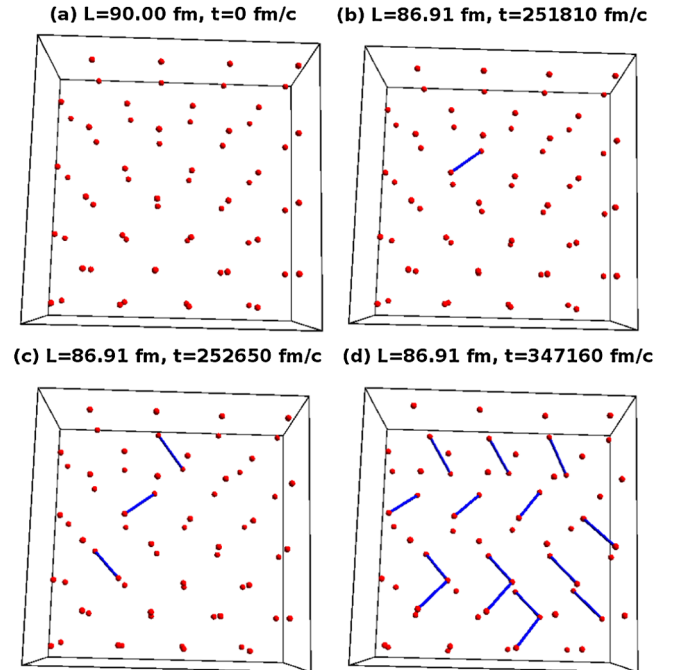 (a) L=90.00 fm, t=0 fm/c
(b) L=86.91 fm, t=251810 fm/c
(c) L=86.91 fm, t=252650 fm/c
(d) L=86.91 fm, t=347160 fm/c